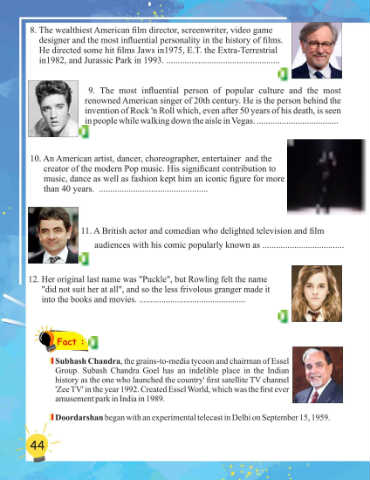 8. The wealthiest American film director, screenwriter, video game
designer and the most influential personality in the history of films.
He directed some hit films Jaws in1975, E.T. the Extra-Terrestrial
in1982, and Jurassic Park in 1993. ................................................
9. The most influential person of popular culture and the most
renowned American singer of 20th century. He is the person behind the
invention of Rock 'n Roll which, even after 50 years of his death, is seen
in people while walking down the aisle in Vegas. ...................................
10. An American artist, dancer, choreographer, entertainer and the
creator of the modern Pop music. His significant contribution to
music, dance as well as fashion kept him an iconic figure for more
than 40 years. ...............................................
11. A British actor and comedian who delighted television and film
audiences with his comic popularly known as ...................................
12. Her original last name was "Puckle", but Rowling felt the name
"did not suit her at all", and so the less frivolous granger made it
into the books and movies. .............................................
Fact :
Subhash Chandra, the grains-to-media tycoon and chairman of Essel
Group. Subash Chandra Goel has an indelible place in the Indian
history as the one who launched the country' first satellite TV channel
'Zee TV' in the year 1992. Created Essel World, which was the first ever
amusement park in India in 1989.
Doordarshan began with an experimental telecast in Delhi on September 15, 1959.
44